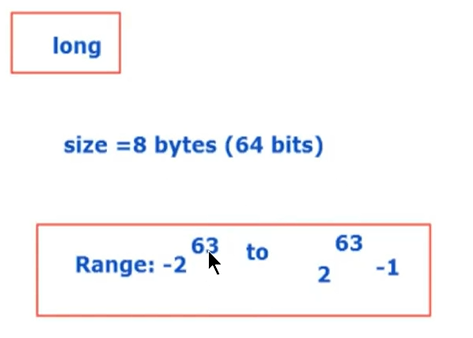 long
size =8 bytes (64 bits)
Range: -2⁶³ to 2⁶³ -1